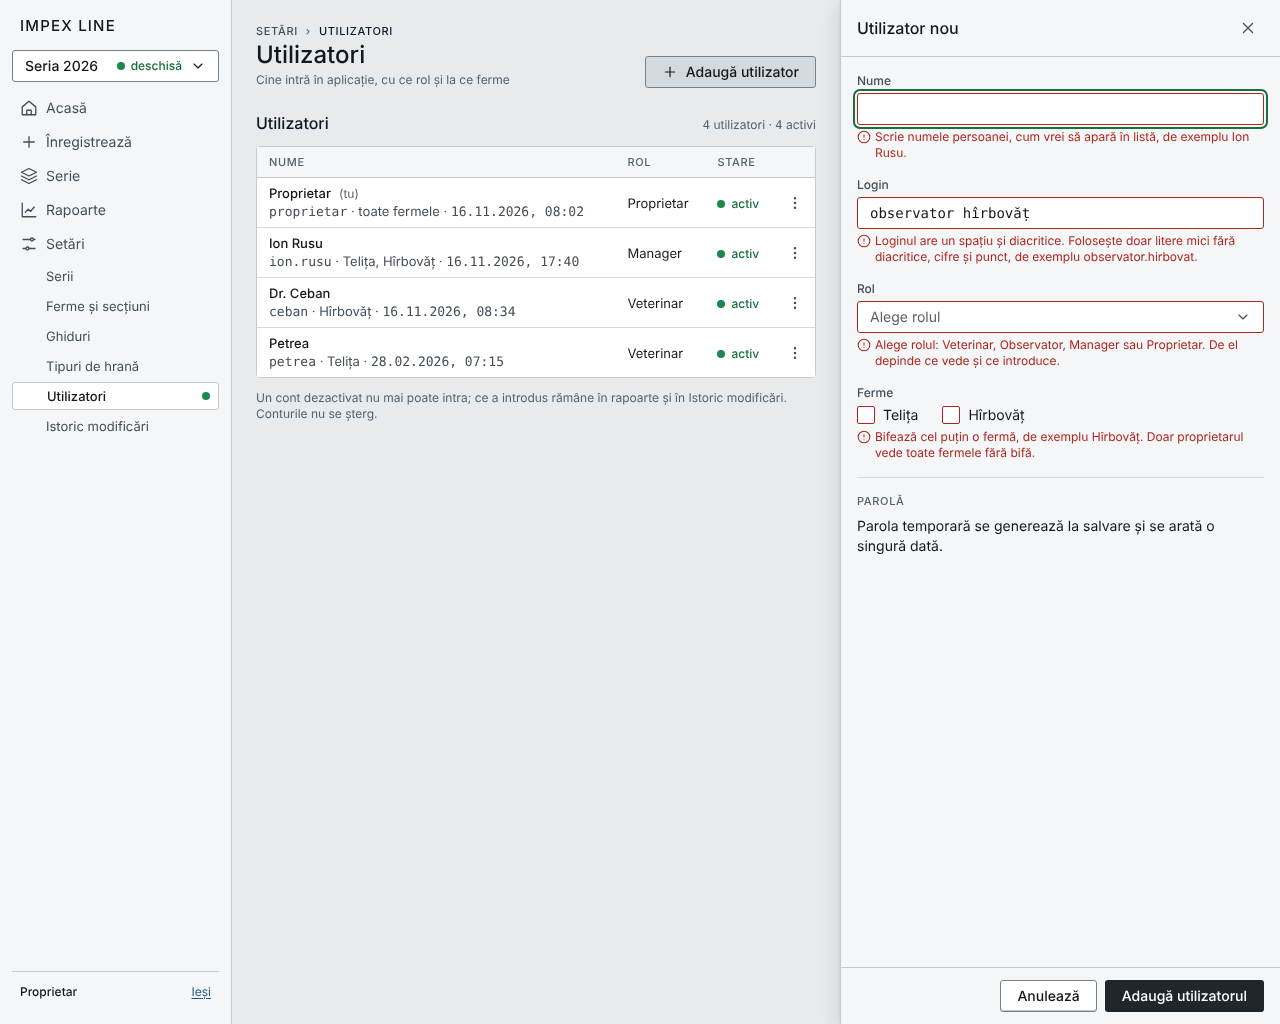 IMPEX LINE
Seria 2026 deschisă
Acasă
Înregistrează
Serie
Rapoarte
Setări
Serii
Ferme și secțiuni
Ghiduri
Tipuri de hrană
Utilizatori
Istoric modificări
Proprietar Ieși
SETĂRI › UTILIZATORI
Utilizatori
Cine intră în aplicație, cu ce rol și la ce ferme
Adaugă utilizator
Utilizatori 4 utilizatori · 4 activi
NUME ROL STARE
Proprietar (tu)
proprietar · toate fermele · 16.11.2026, 08:02 Proprietar activ
Ion Rusu
ion.rusu · Telița, Hîrbovăț · 16.11.2026, 17:40 Manager activ
Dr. Ceban
ceban · Hîrbovăț · 16.11.2026, 08:34 Veterinar activ
Petrea
petrea · Telița · 28.02.2026, 07:15 Veterinar activ
Un cont dezactivat nu mai poate intra; ce a introdus rămâne în rapoarte și în Istoric modificări.
Conturile nu se șterg.
Utilizator nou
Nume
Scrie numele persoanei, cum vrei să apară în listă, de exemplu Ion
Rusu.
Login
observator hîrbovăț
Loginul are un spațiu și diacritice. Folosește doar litere mici fără
diacritice, cifre și punct, de exemplu observator.hirbovat.
Rol
Alege rolul
Alege rolul: Veterinar, Observator, Manager sau Proprietar. De el
depinde ce vede și ce introduce.
Ferme
Telița Hîrbovăț
Bifează cel puțin o fermă, de exemplu Hîrbovăț. Doar proprietarul
vede toate fermele fără bifă.
PAROLĂ
Parola temporară se generează la salvare și se arată o
singură dată.
Anulează Adaugă utilizatorul